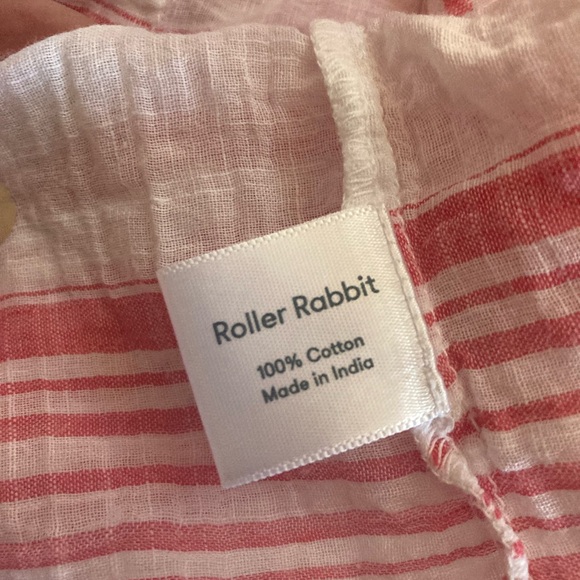 Roller Rabbit
100% Cotton
Made in India